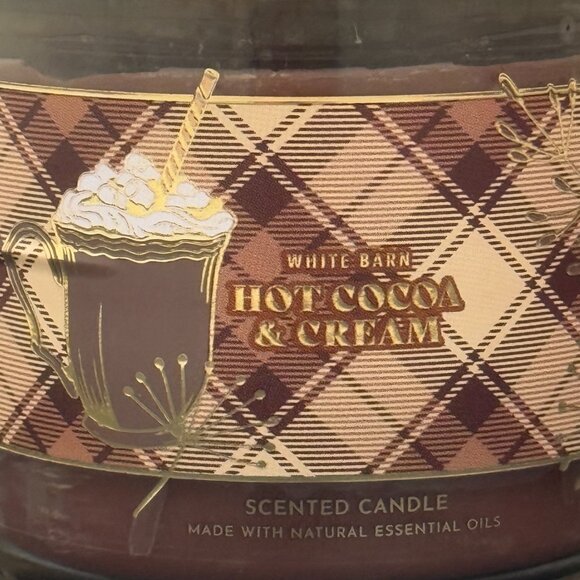 WHITE BARN
HOT COCOA
& CREAM
SCENTED CANDLE
MADE WITH NATURAL ESSENTIAL OILS